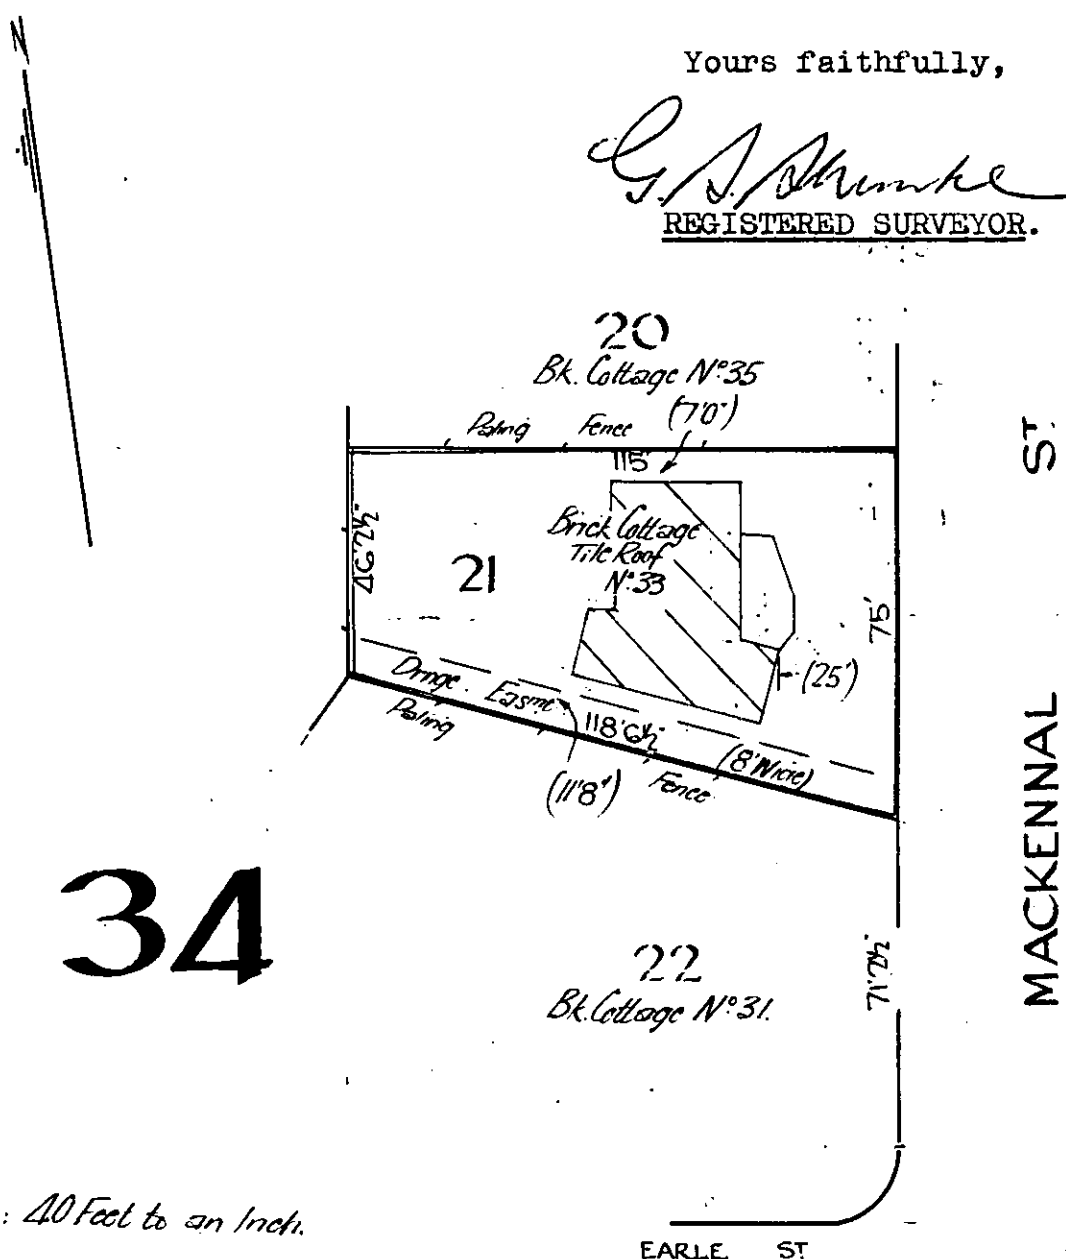 N
Yours faithfully,
REGISTERED SURVEYOR.
20
Bk. Cottage Nº35
(7'0")
Paling Fence
115'
Brick Cottage
Tile Roof
Nº33
46'2½"
21
75'
ST.
(25')
Drnge. Easmt.
(8' Wide)
118'6½"
Paling Fence
(11'8")
MACKENNAL
34
22
Bk. Cottage Nº31.
71'2½"
: 40 Feet to an Inch.
EARLE ST